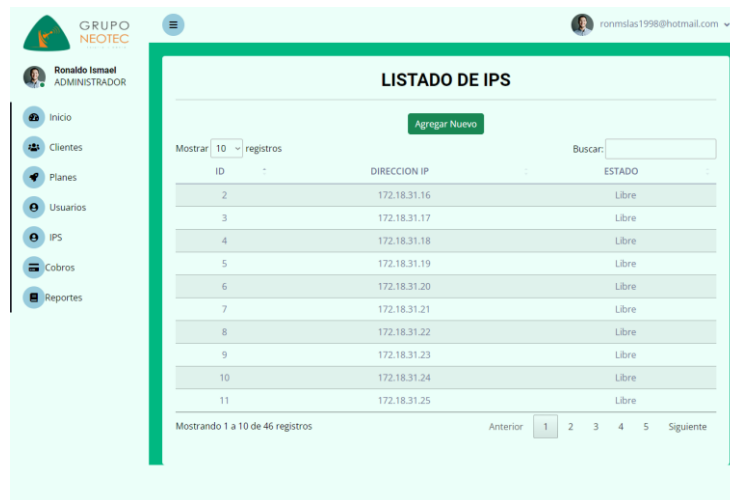 GRUPO
NEOTEC
ronmslas1998@hotmail.com
Ronaldo Ismael
ADMINISTRADOR
Inicio
Clientes
Planes
Usuarios
IPS
Cobros
Reportes
LISTADO DE IPS
Agregar Nuevo
Mostrar 10 registros
Buscar:
ID DIRECCION IP ESTADO
2 172.18.31.16 Libre
3 172.18.31.17 Libre
4 172.18.31.18 Libre
5 172.18.31.19 Libre
6 172.18.31.20 Libre
7 172.18.31.21 Libre
8 172.18.31.22 Libre
9 172.18.31.23 Libre
10 172.18.31.24 Libre
11 172.18.31.25 Libre
Mostrando 1 a 10 de 46 registros
Anterior 1 2 3 4 5 Siguiente